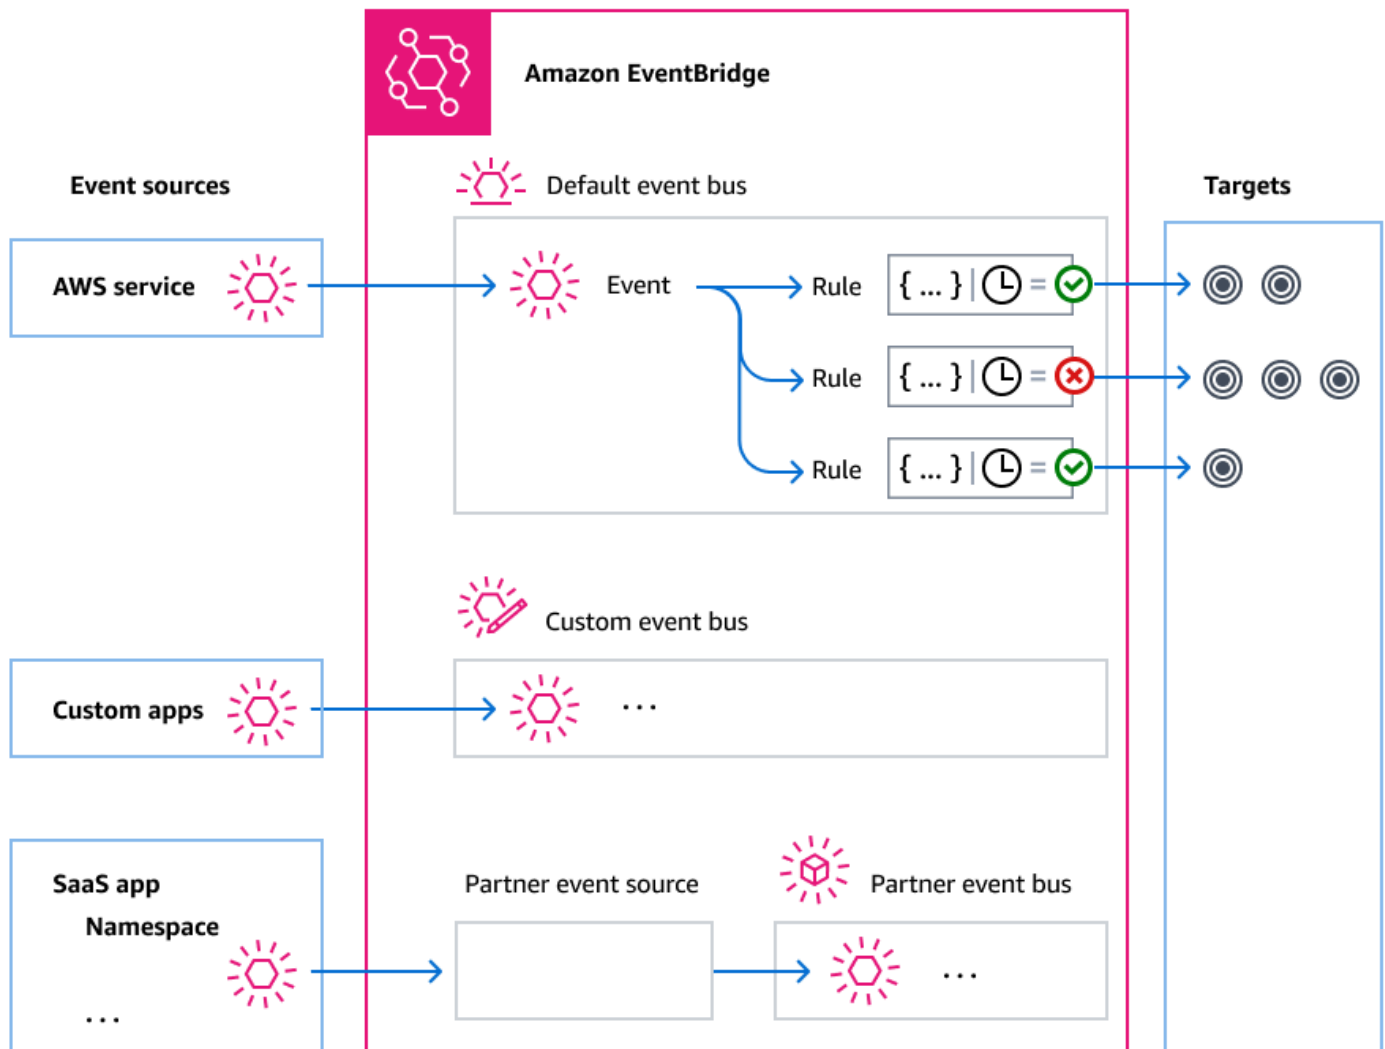 Amazon EventBridge
Event sources
Default event bus
Targets
AWS service
Event
Rule
{ ... } | =
Rule
{ ... } | =
Rule
{ ... } | =
Custom event bus
Custom apps
...
SaaS app
Namespace
...
Partner event source
Partner event bus
...